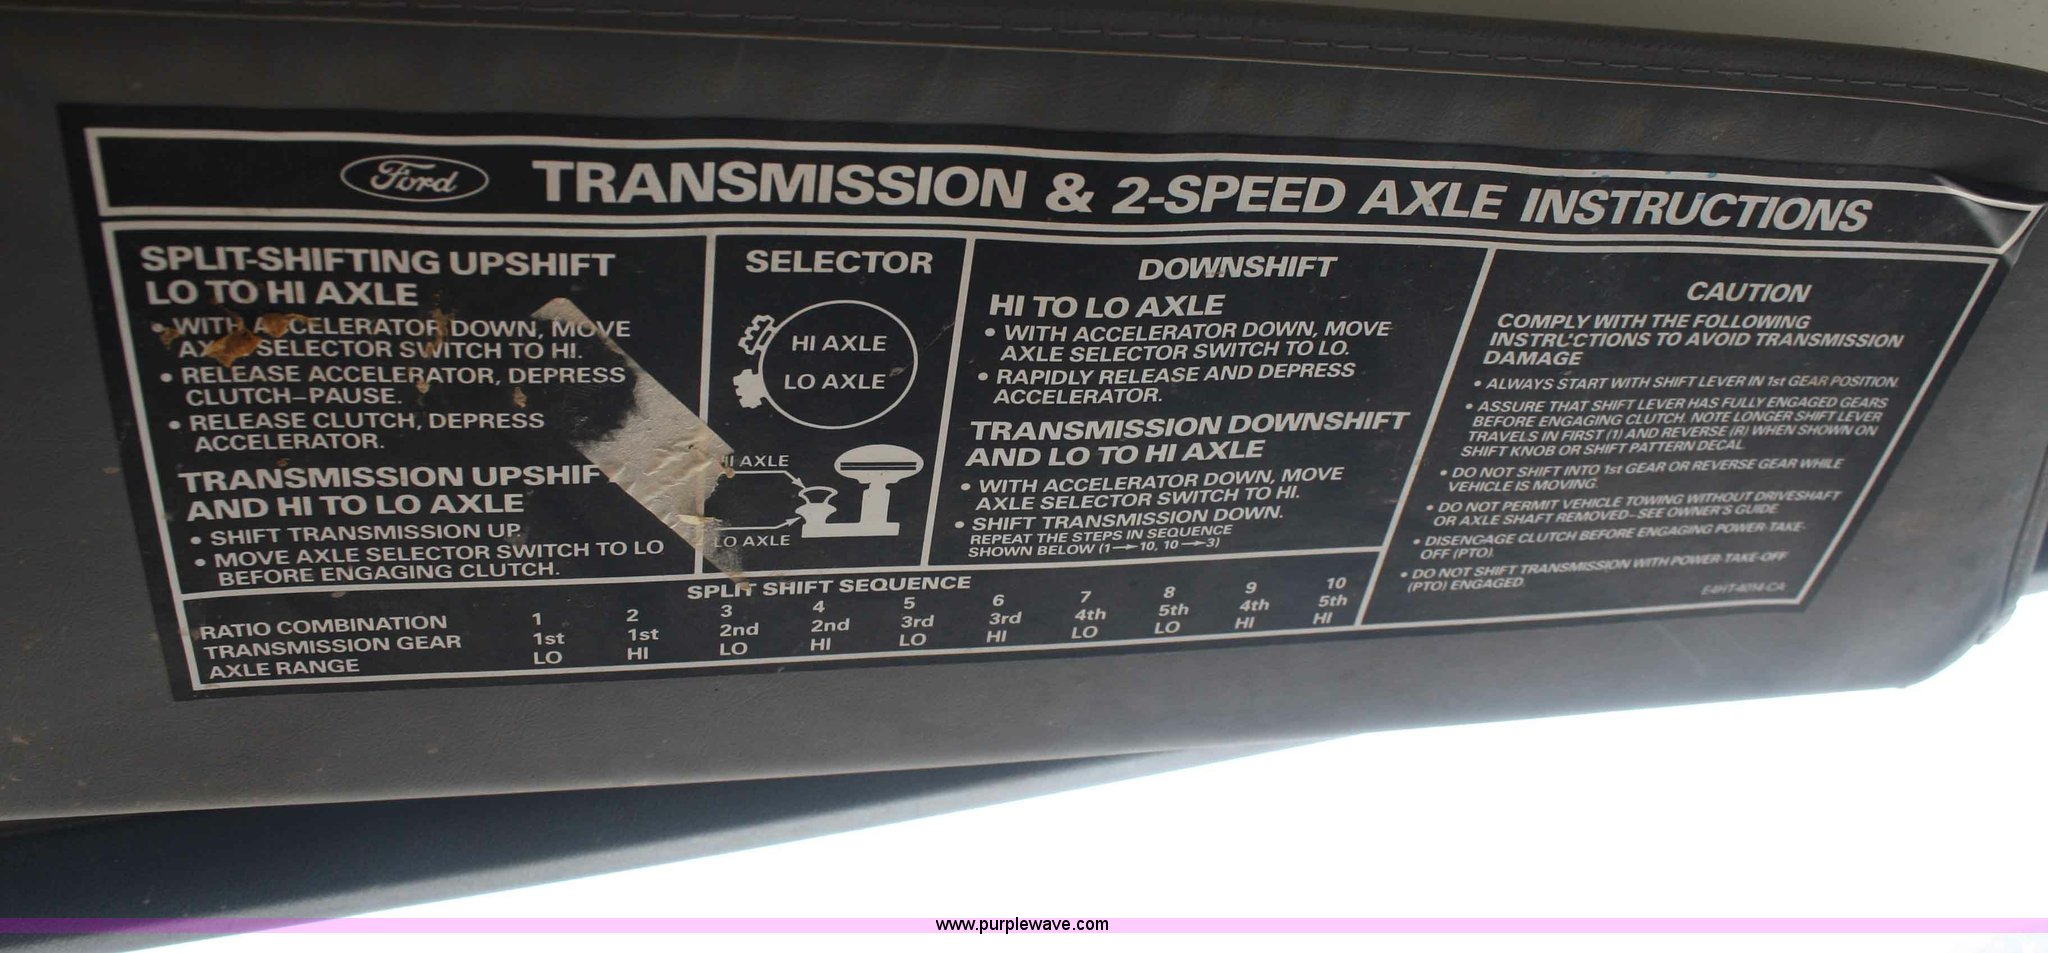 Ford TRANSMISSION & 2-SPEED AXLE INSTRUCTIONS
SPLIT-SHIFTING UPSHIFT
LO TO HI AXLE
• WITH ACCELERATOR DOWN, MOVE
AXLE SELECTOR SWITCH TO HI.
• RELEASE ACCELERATOR, DEPRESS
CLUTCH-PAUSE.
• RELEASE CLUTCH, DEPRESS
ACCELERATOR.
TRANSMISSION UPSHIF
AND HI TO LO AXLE
• SHIFT TRANSMISSION UP.
• MOVE AXLE SELECTOR SWITCH TO LO
BEFORE ENGAGING CLUTCH.
SELECTOR
HI AXLE
LO AXLE
HI AXLE
LO AXLE
DOWNSHIFT
HI TO LO AXLE
• WITH ACCELERATOR DOWN, MOVE
AXLE SELECTOR SWITCH TO LO.
• RAPIDLY RELEASE AND DEPRESS
ACCELERATOR.
TRANSMISSION DOWNSHIFT
AND LO TO HI AXLE
• WITH ACCELERATOR DOWN, MOVE
AXLE SELECTOR SWITCH TO HI.
• SHIFT TRANSMISSION DOWN.
REPEAT THE STEPS IN SEQUENCE
SHOWN BELOW (1→10, 10→3)
CAUTION
COMPLY WITH THE FOLLOWING
INSTRUCTIONS TO AVOID TRANSMISSION
DAMAGE
• ALWAYS START WITH SHIFT LEVER IN 1st GEAR POSITION.
• ASSURE THAT SHIFT LEVER HAS FULLY ENGAGED GEARS
BEFORE ENGAGING CLUTCH. NOTE LONGER SHIFT LEVER
TRAVELS IN FIRST (1) AND REVERSE (R) WHEN SHOWN ON
SHIFT KNOB OR SHIFT PATTERN DECAL.
• DO NOT SHIFT INTO 1st GEAR OR REVERSE GEAR WHILE
VEHICLE IS MOVING.
• DO NOT PERMIT VEHICLE TOWING WITHOUT DRIVESHAFT
OR AXLE SHAFT REMOVED-SEE OWNER'S GUIDE
• DISENGAGE CLUTCH BEFORE ENGAGING POWER-TAKE-
OFF (PTO).
• DO NOT SHIFT TRANSMISSION WITH POWER-TAKE-OFF
(PTO) ENGAGED.
E4HT-4014-CA
SPLIT SHIFT SEQUENCE
RATIO COMBINATION 1 2 3 4 5 6 7 8 9 10
TRANSMISSION GEAR 1st 1st 2nd 2nd 3rd 3rd 4th 5th 4th 5th
AXLE RANGE LO HI LO HI LO HI LO LO HI HI
www.purplewave.com